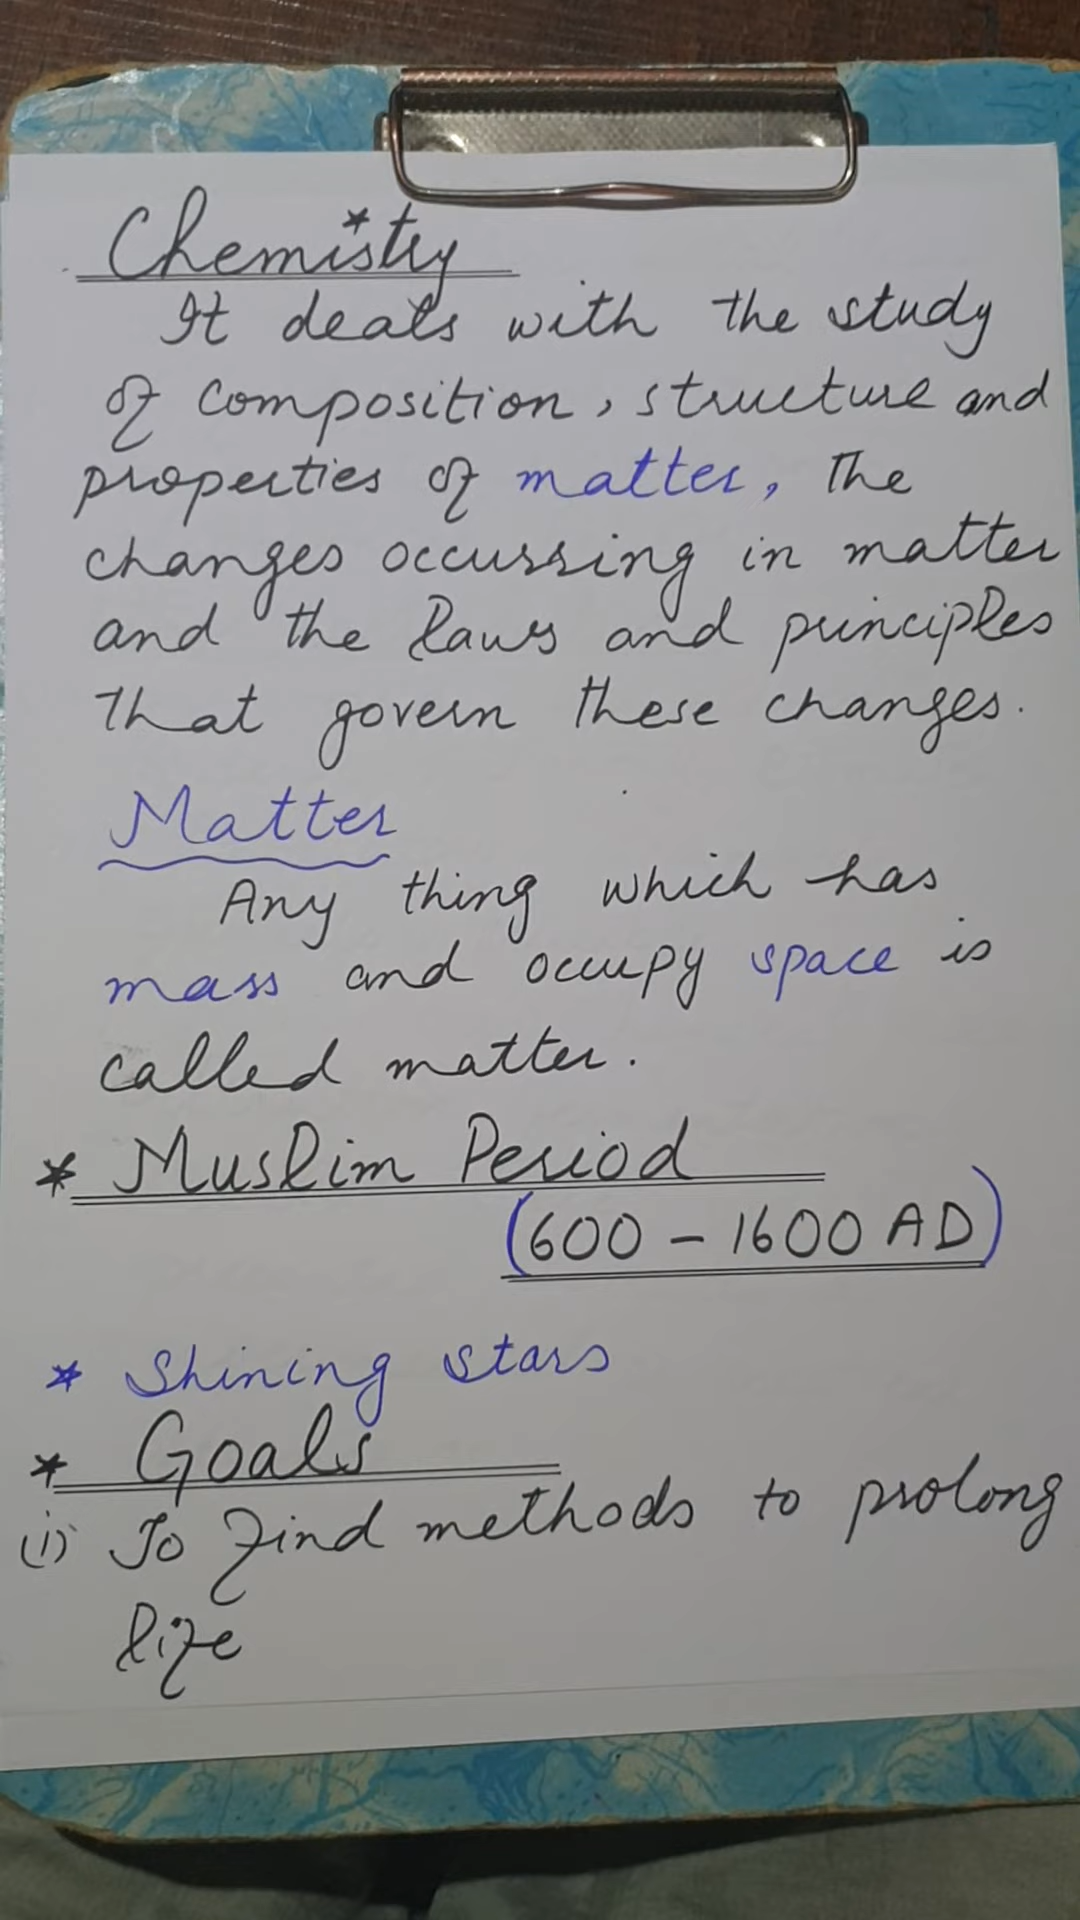 Chemistry
It deals with the study
of composition, structure and
properties of matter, The
changes occurring in matter
and the laws and principles
That govern these changes.
Matter
Any thing which has
mass and occupy space is
called matter.
* Muslim Period
(600 - 1600 AD)
* Shining stars
* Goals
(i) To find methods to prolong
life